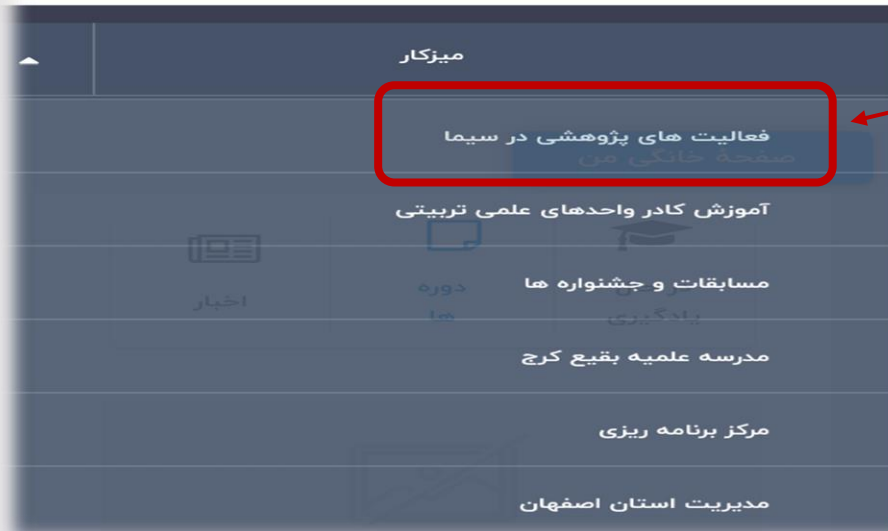 میزکار
فعالیت های پژوهشی در سیما
صفحهٔ خانگی من
آموزش کادر واحدهای علمی تربیتی
مسابقات و جشنواره ها
دوره ها
یادگیری
اخبار
مدرسه علمیه بقیع کرج
مرکز برنامه ریزی
مدیریت استان اصفهان